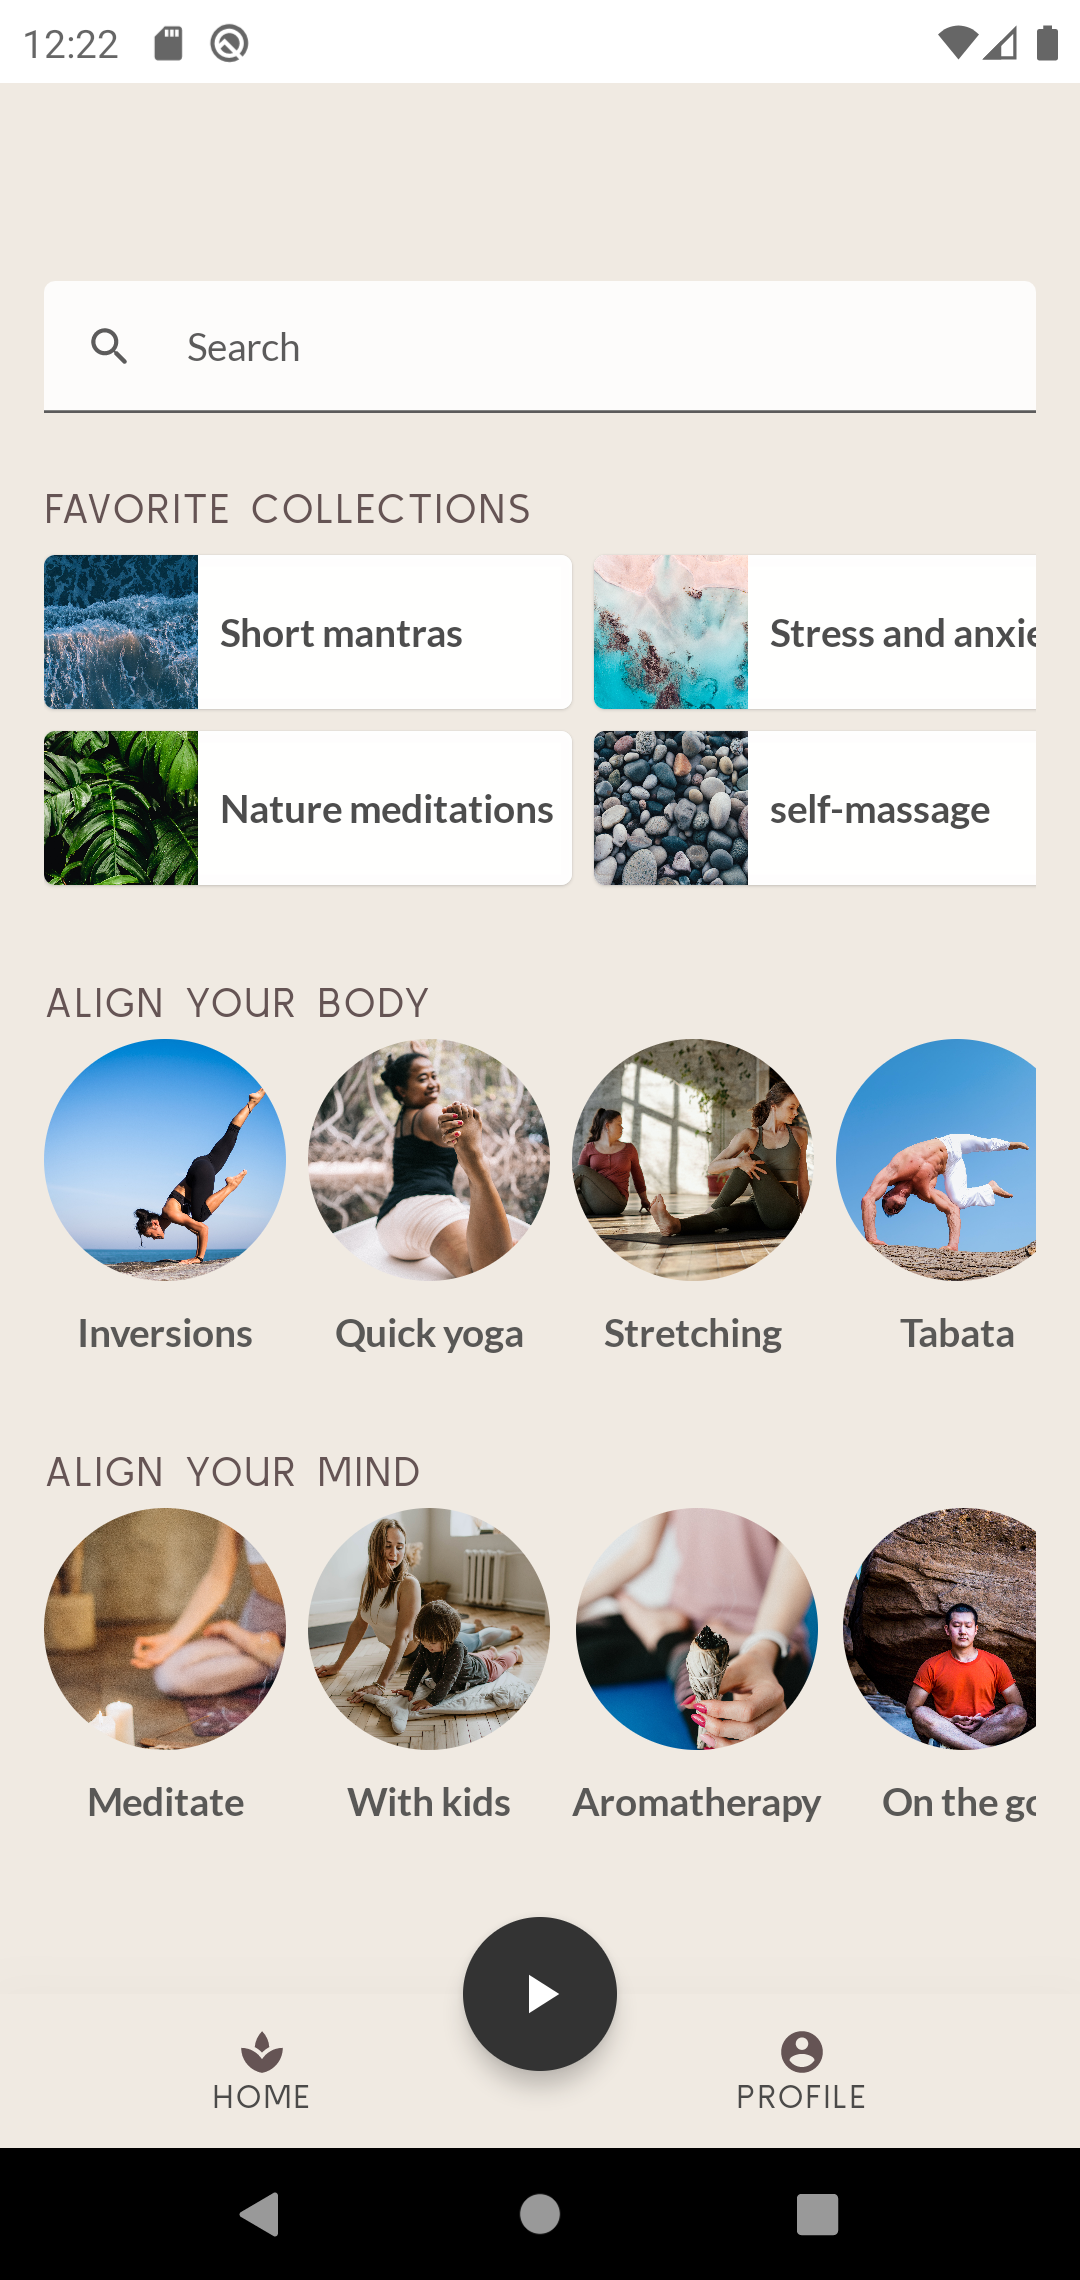 12:22
Search
FAVORITE COLLECTIONS
Short mantras
Stress and anxie
Nature meditations
self-massage
ALIGN YOUR BODY
Inversions
Quick yoga
Stretching
Tabata
ALIGN YOUR MIND
Meditate
With kids
Aromatherapy
On the go
HOME
PROFILE